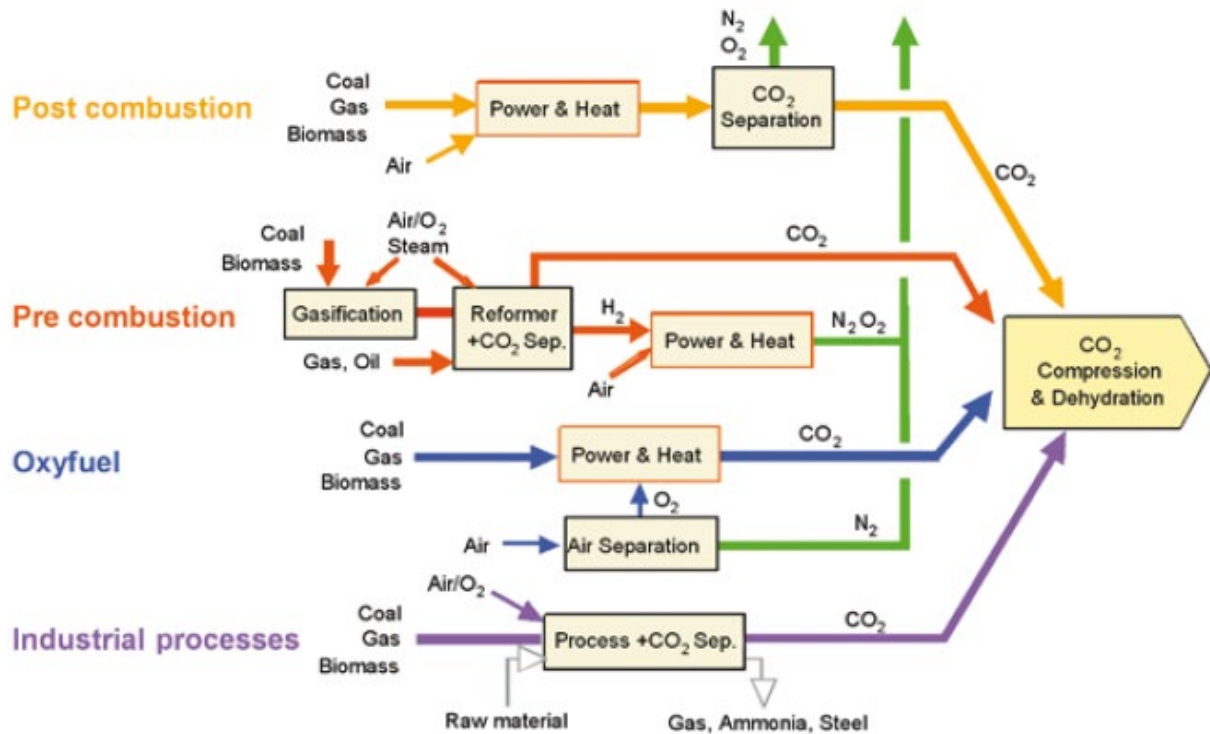 N₂
O₂
Post combustion
Coal
Gas
Biomass
Air
Power & Heat
CO₂
Separation
CO₂
Pre combustion
Coal
Biomass
Air/O₂
Steam
Gasification
Gas, Oil
Reformer
+CO₂ Sep.
CO₂
H₂
Air
Power & Heat
N₂ O₂
CO₂
Compression
& Dehydration
Oxyfuel
Coal
Gas
Biomass
Power & Heat
CO₂
O₂
Air
Air Separation
N₂
Industrial processes
Air/O₂
Coal
Gas
Biomass
Process +CO₂ Sep.
CO₂
Raw material
Gas, Ammonia, Steel